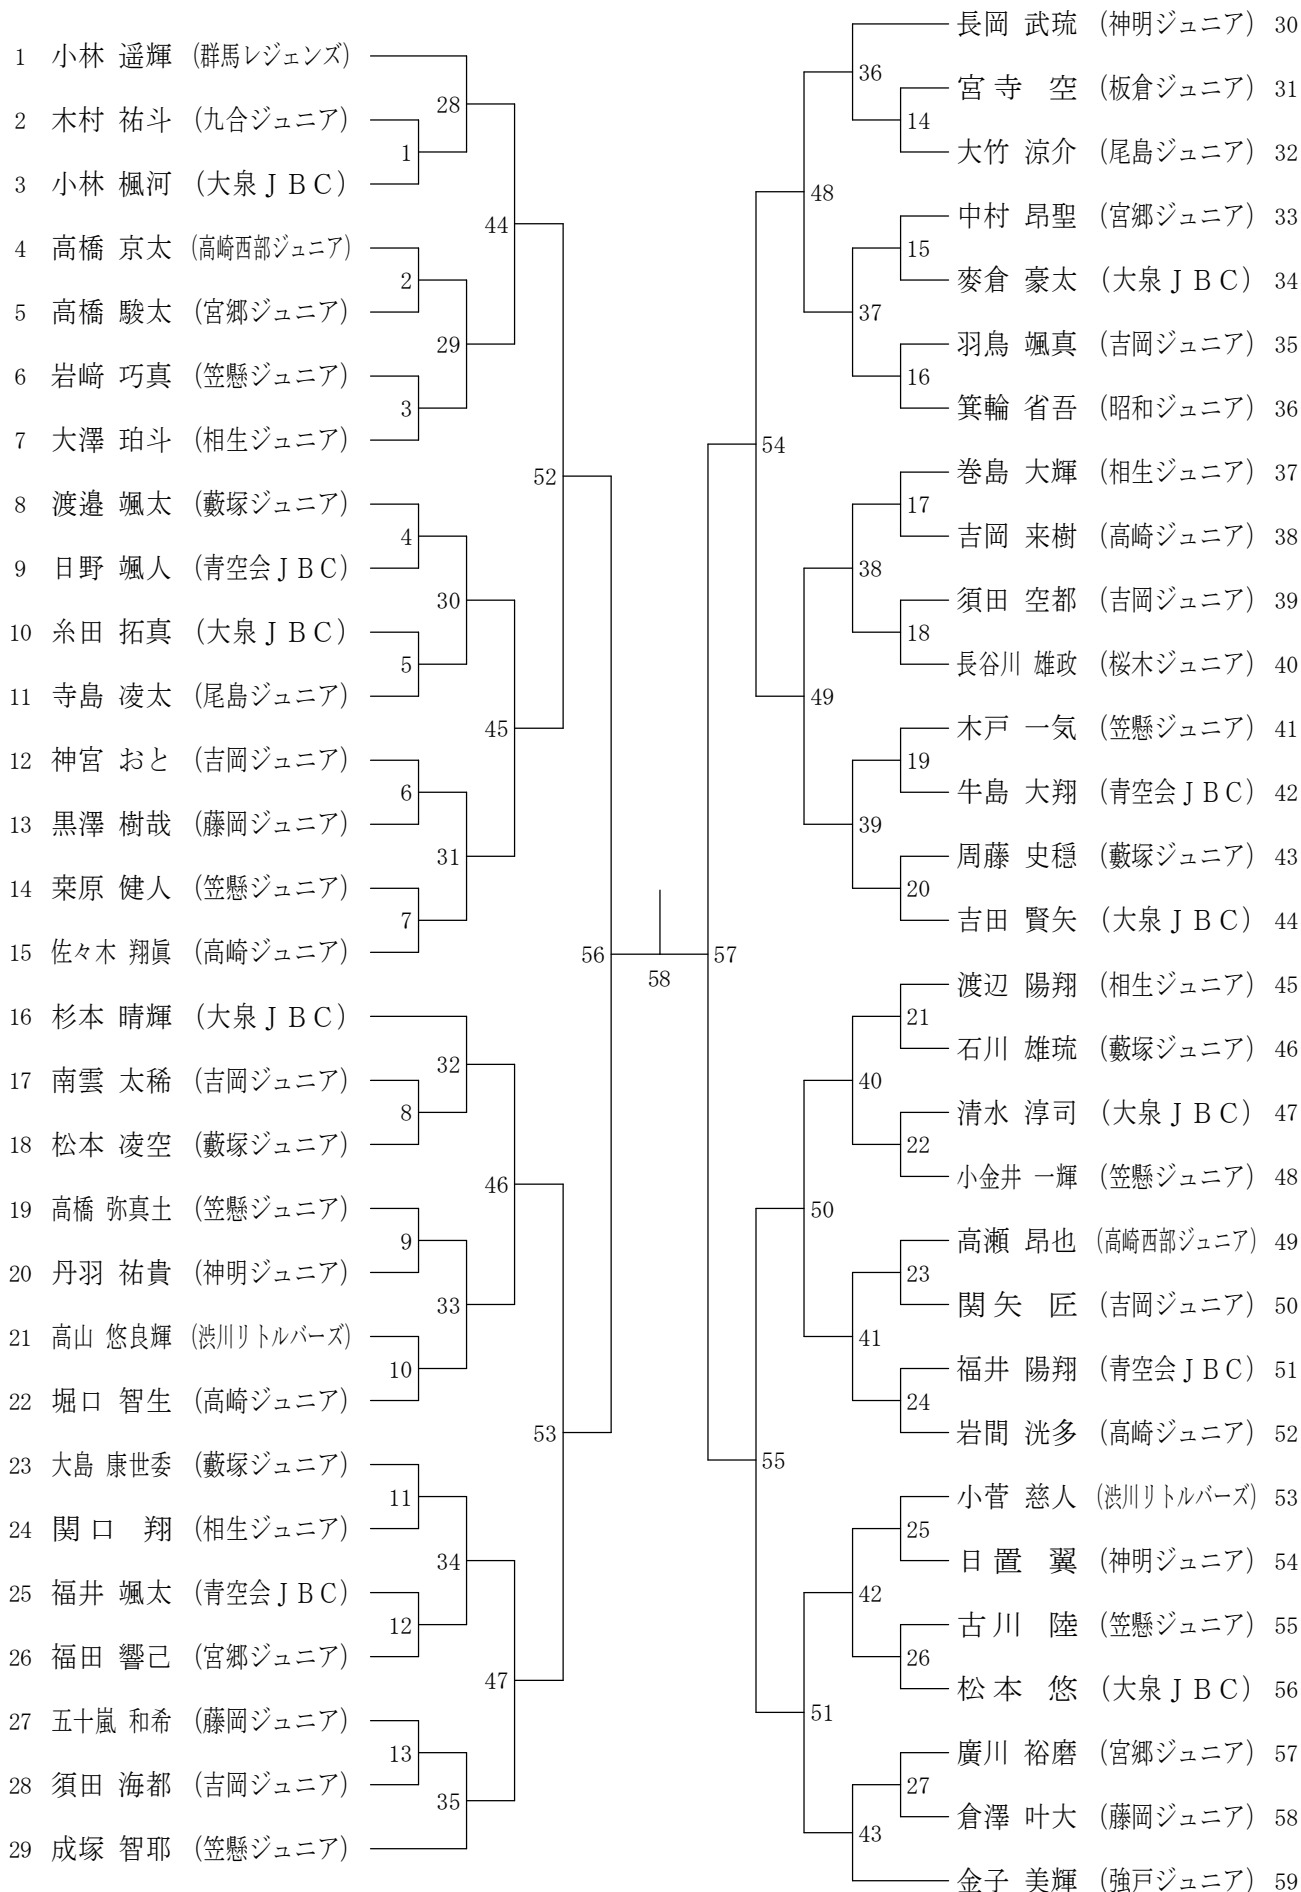 1 小林 遥輝 (群馬レジェンズ)
2 木村 祐斗 (九合ジュニア)
3 小林 楓河 (大泉ＪＢＣ)
4 高橋 京太 (高崎西部ジュニア)
5 高橋 駿太 (宮郷ジュニア)
6 岩﨑 巧真 (笠懸ジュニア)
7 大澤 珀斗 (相生ジュニア)
8 渡邉 颯太 (藪塚ジュニア)
9 日野 颯人 (青空会ＪＢＣ)
10 糸田 拓真 (大泉ＪＢＣ)
11 寺島 凌太 (尾島ジュニア)
12 神宮 おと (吉岡ジュニア)
13 黒澤 樹哉 (藤岡ジュニア)
14 栞原 健人 (笠懸ジュニア)
15 佐々木 翔眞 (高崎ジュニア)
16 杉本 晴輝 (大泉ＪＢＣ)
17 南雲 太稀 (吉岡ジュニア)
18 松本 凌空 (藪塚ジュニア)
19 高橋 弥真土 (笠懸ジュニア)
20 丹羽 祐貴 (神明ジュニア)
21 高山 悠良輝 (渋川リトルバーズ)
22 堀口 智生 (高崎ジュニア)
23 大島 康世委 (藪塚ジュニア)
24 関口 翔 (相生ジュニア)
25 福井 颯太 (青空会ＪＢＣ)
26 福田 響己 (宮郷ジュニア)
27 五十嵐 和希 (藤岡ジュニア)
28 須田 海都 (吉岡ジュニア)
29 成塚 智耶 (笠懸ジュニア)
1
2
3
4
5
6
7
8
9
10
11
12
13
28
29
30
31
32
33
34
35
44
45
46
47
52
53
56
58
57
54
55
48
49
50
51
36
37
38
39
40
41
42
43
14
15
16
17
18
19
20
21
22
23
24
25
26
27
長岡 武琉 (神明ジュニア) 30
宮寺 空 (板倉ジュニア) 31
大竹 涼介 (尾島ジュニア) 32
中村 昂聖 (宮郷ジュニア) 33
麥倉 豪太 (大泉ＪＢＣ) 34
羽鳥 颯真 (吉岡ジュニア) 35
箕輪 省吾 (昭和ジュニア) 36
巻島 大輝 (相生ジュニア) 37
吉岡 来樹 (高崎ジュニア) 38
須田 空都 (吉岡ジュニア) 39
長谷川 雄政 (桜木ジュニア) 40
木戸 一気 (笠懸ジュニア) 41
牛島 大翔 (青空会ＪＢＣ) 42
周藤 史穏 (藪塚ジュニア) 43
吉田 賢矢 (大泉ＪＢＣ) 44
渡辺 陽翔 (相生ジュニア) 45
石川 雄琉 (藪塚ジュニア) 46
清水 淳司 (大泉ＪＢＣ) 47
小金井 一輝 (笠懸ジュニア) 48
高瀬 昂也 (高崎西部ジュニア) 49
関矢 匠 (吉岡ジュニア) 50
福井 陽翔 (青空会ＪＢＣ) 51
岩間 洸多 (高崎ジュニア) 52
小菅 慈人 (渋川リトルバーズ) 53
日置 翼 (神明ジュニア) 54
古川 陸 (笠懸ジュニア) 55
松本 悠 (大泉ＪＢＣ) 56
廣川 裕磨 (宮郷ジュニア) 57
倉澤 叶大 (藤岡ジュニア) 58
金子 美輝 (強戸ジュニア) 59